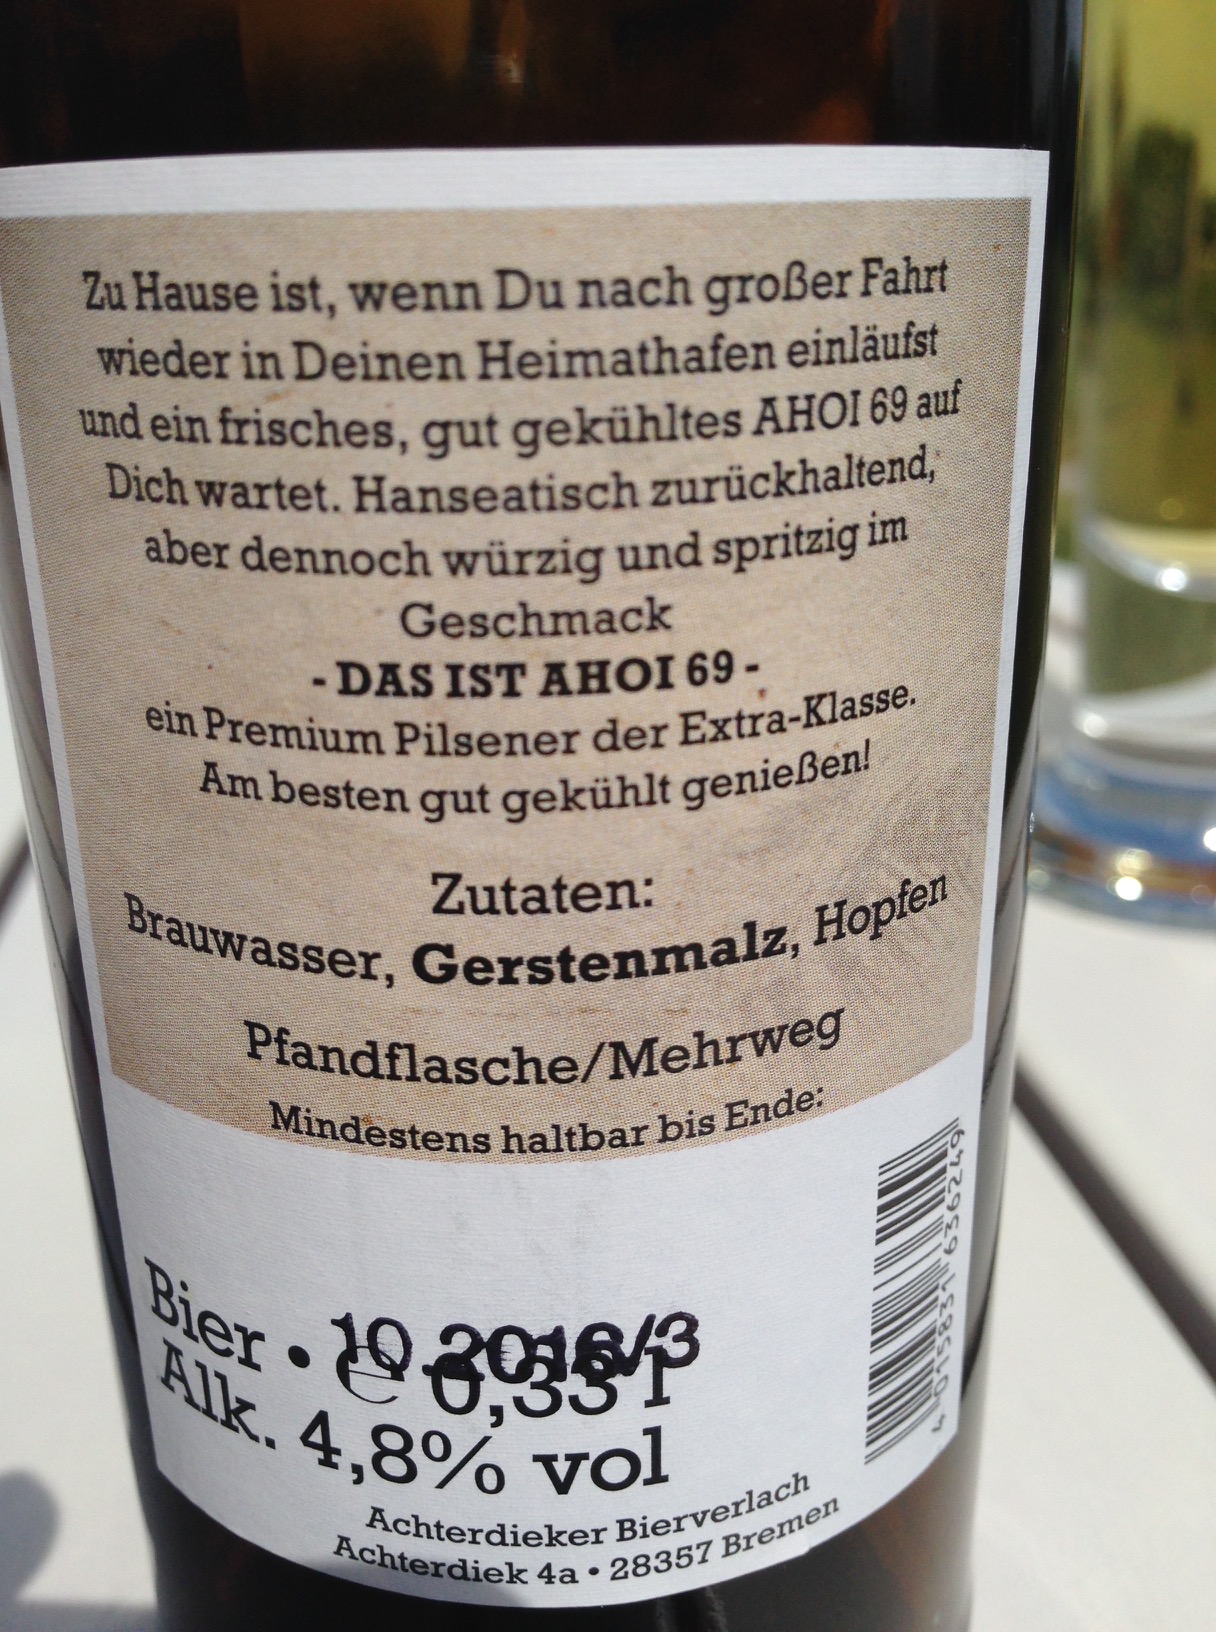 Zu Hause ist, wenn Du nach großer Fahrt
wieder in Deinen Heimathafen einläufst
und ein frisches, gut gekühltes AHOI 69 auf
Dich wartet. Hanseatisch zurückhaltend,
aber dennoch würzig und spritzig im
Geschmack
- DAS IST AHOI 69 -
ein Premium Pilsener der Extra-Klasse.
Am besten gut gekühlt genießen!
Zutaten:
Brauwasser, Gerstenmalz, Hopfen
Pfandflasche/Mehrweg
Mindestens haltbar bis Ende:
10.2016/3
Bier • ℮ 0,33 l
Alk. 4,8% vol
Achterdieker Bierverlach
Achterdiek 4a • 28357 Bremen
4 015831 636249